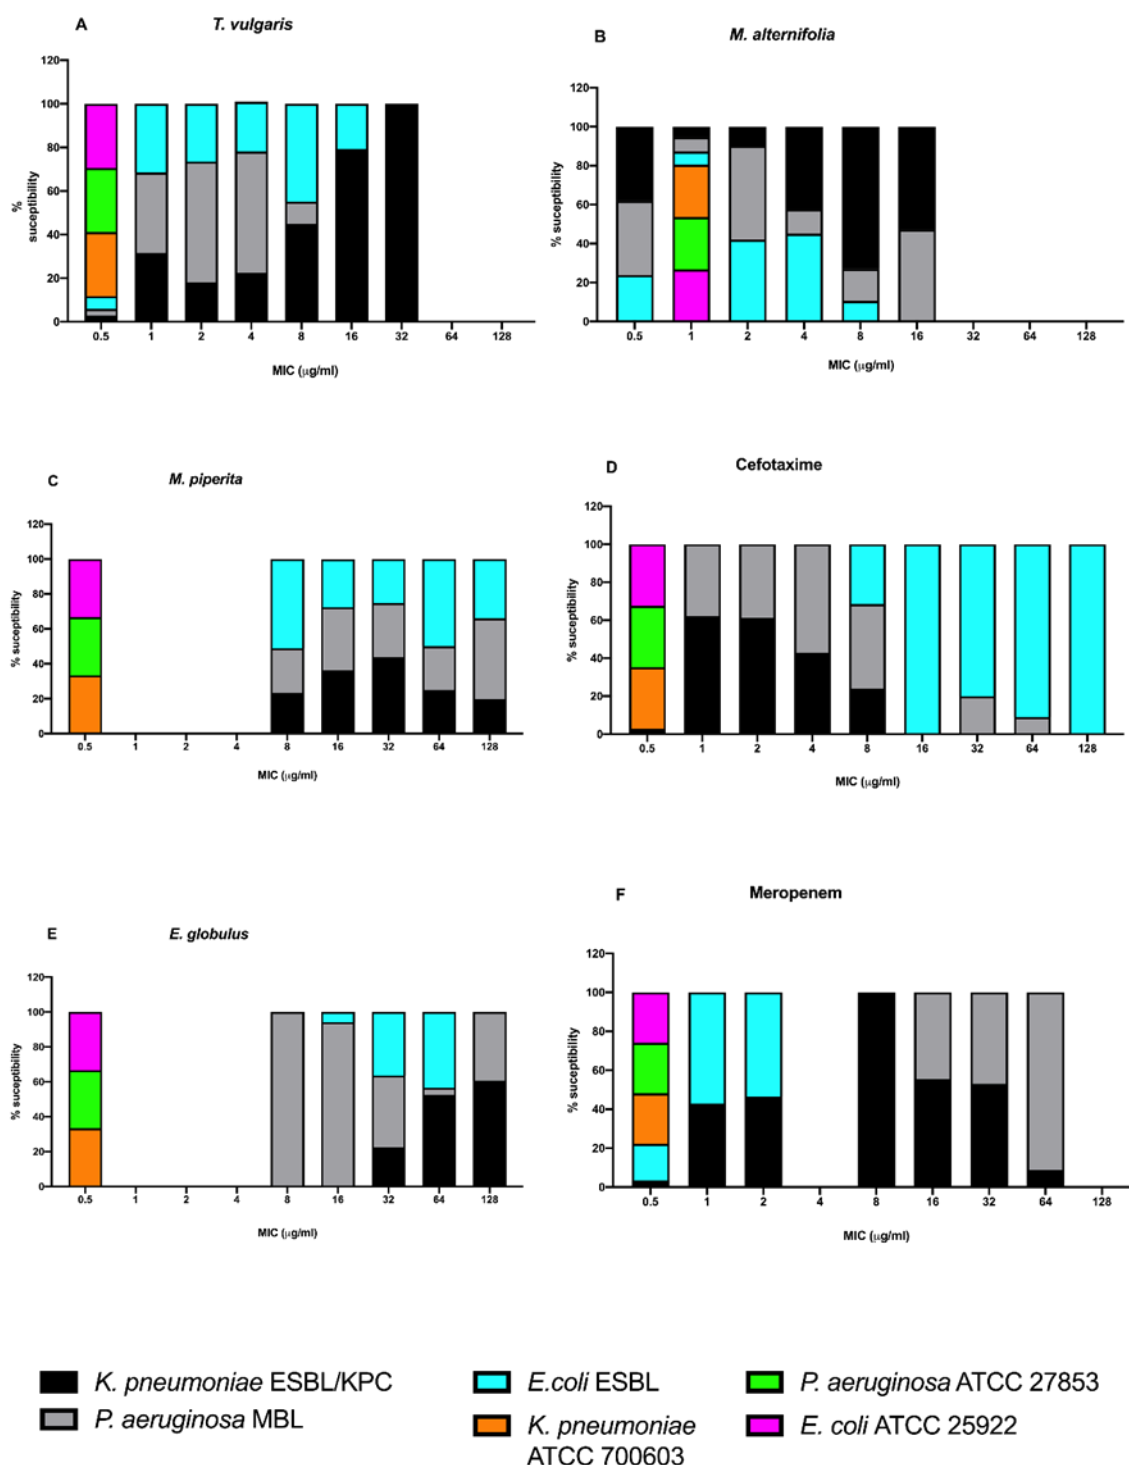 A
T. vulgaris
120
100
80
60
40
20
0
%
suceptibility
0.5 1 2 4 8 16 32 64 128
MIC (µg/ml)
B
M. alternifolia
120
100
80
60
40
20
0
% suceptibility
0.5 1 2 4 8 16 32 64 128
MIC (µg/ml)
C
M. piperita
120
100
80
60
40
20
0
% suceptibility
0.5 1 2 4 8 16 32 64 128
MIC (µg/ml)
D
Cefotaxime
120
100
80
60
40
20
0
% suceptibility
0.5 1 2 4 8 16 32 64 128
MIC (µg/ml)
E
E. globulus
120
100
80
60
40
20
0
% suceptibility
0.5 1 2 4 8 16 32 64 128
MIC (µg/ml)
F
Meropenem
120
100
80
60
40
20
0
% suceptibility
0.5 1 2 4 8 16 32 64 128
MIC (µg/ml)
K. pneumoniae ESBL/KPC
P. aeruginosa MBL
E.coli ESBL
K. pneumoniae
ATCC 700603
P. aeruginosa ATCC 27853
E. coli ATCC 25922